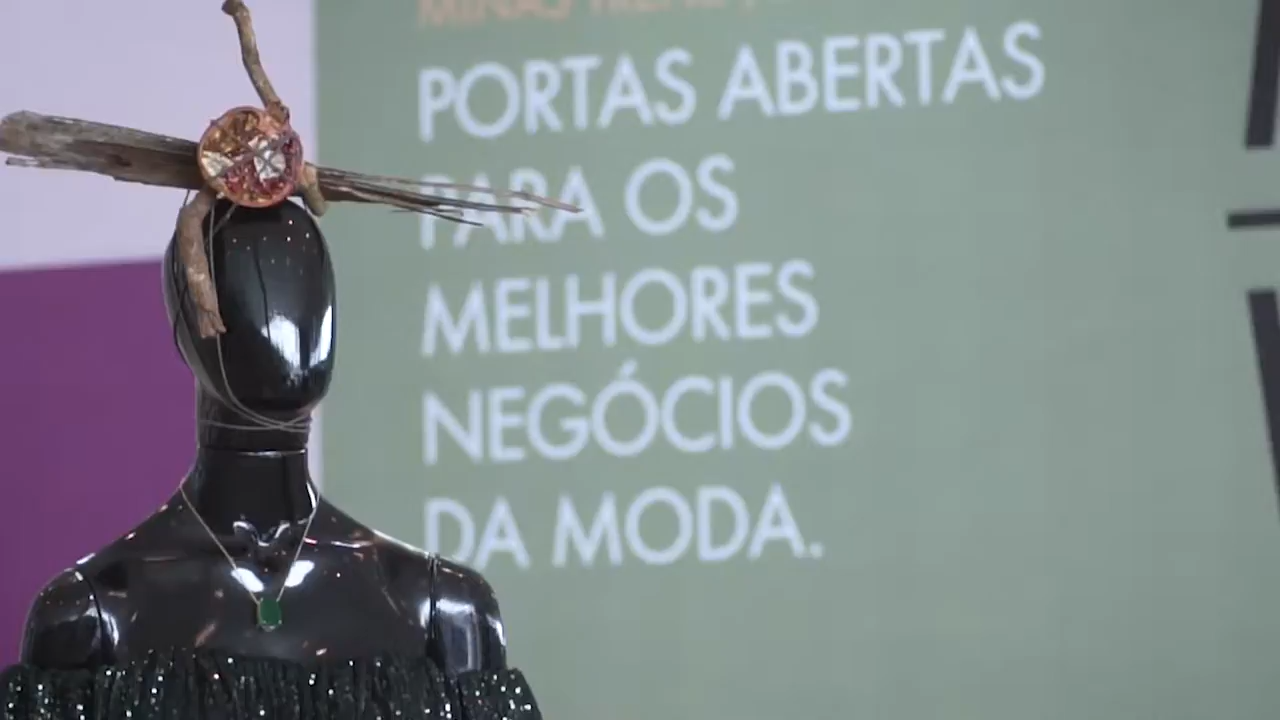 PORTAS ABERTAS
PARA OS
MELHORES
NEGÓCIOS
DA MODA.